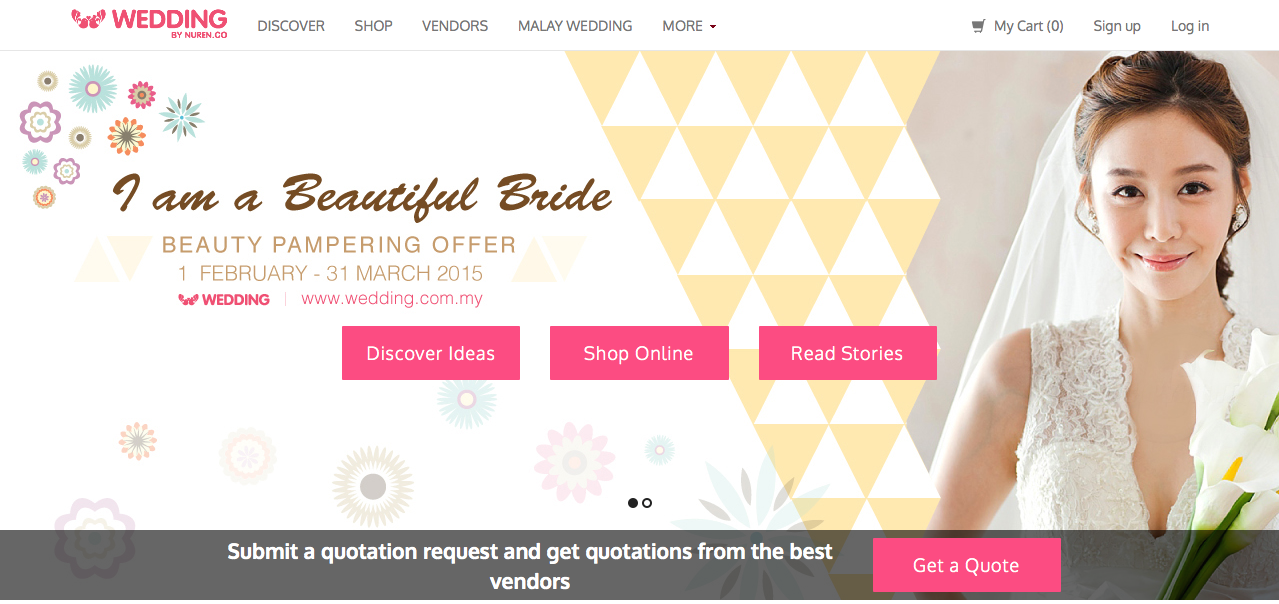 WEDDING
BY NUREN.CO
DISCOVER
SHOP
VENDORS
MALAY WEDDING
MORE
My Cart (0)
Sign up
Log in
I am a Beautiful Bride
BEAUTY PAMPERING OFFER
1 FEBRUARY - 31 MARCH 2015
WEDDING | www.wedding.com.my
Discover Ideas
Shop Online
Read Stories
Submit a quotation request and get quotations from the best
vendors
Get a Quote